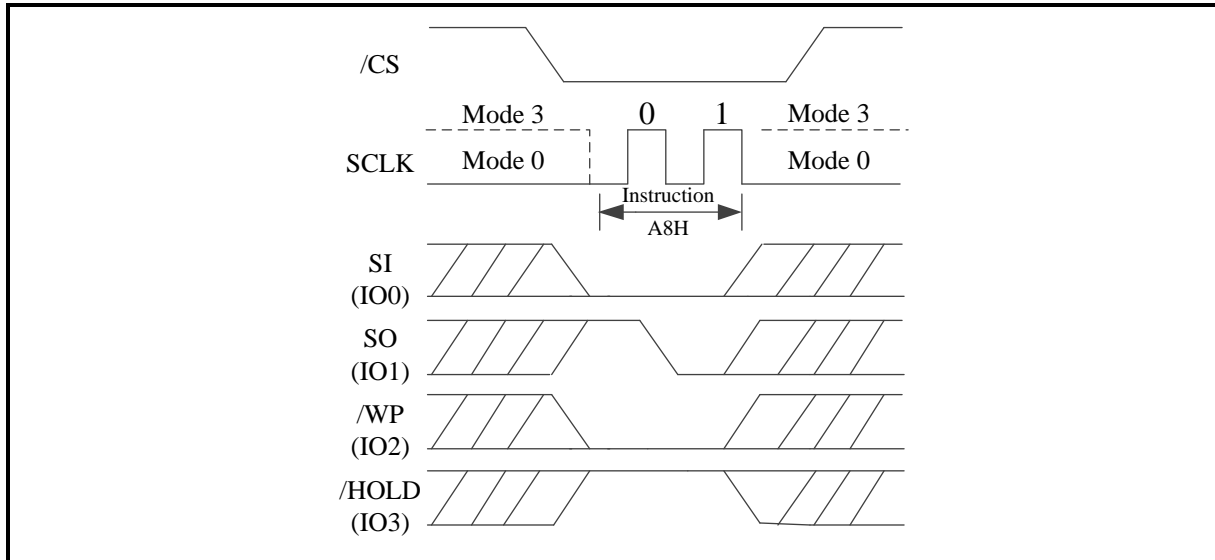 /CS
Mode 3 0 1 Mode 3
SCLK Mode 0 Mode 0
Instruction
A8H
SI
(IO0)
SO
(IO1)
/WP
(IO2)
/HOLD
(IO3)